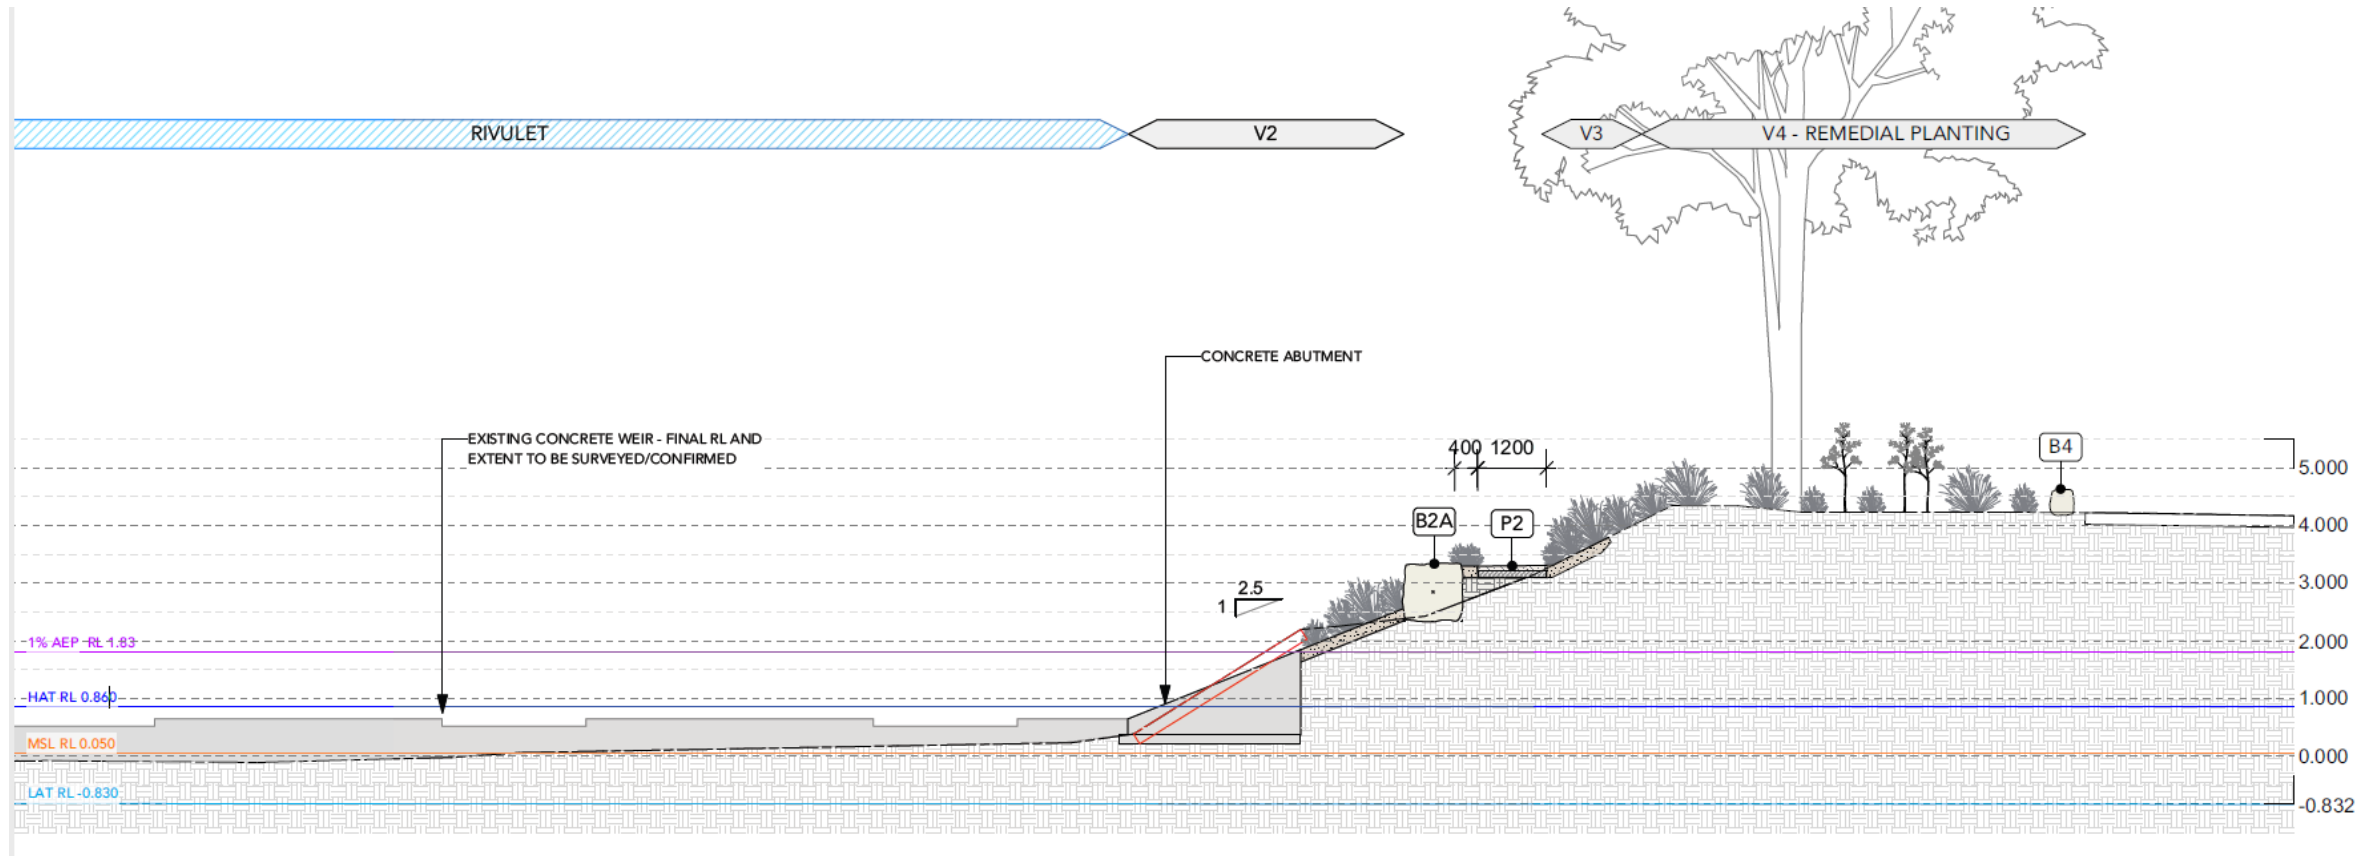 RIVULET
V2
V3
V4 - REMEDIAL PLANTING
CONCRETE ABUTMENT
EXISTING CONCRETE WEIR - FINAL RL AND
EXTENT TO BE SURVEYED/CONFIRMED
400 1200
B4
5.000
B2A
P2
4.000
3.000
2.5
1
1% AEP RL 1.83
2.000
HAT RL 0.860
1.000
MSL RL 0.050
0.000
LAT RL -0.830
-0.832